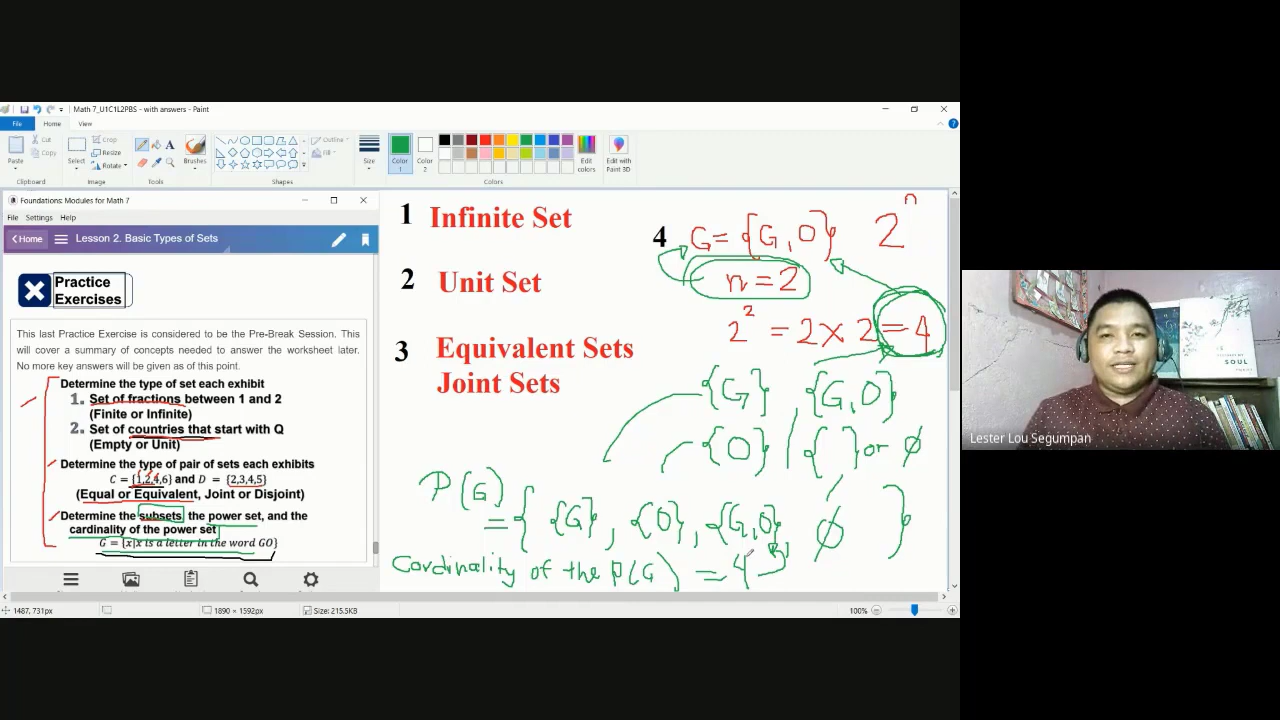 Math 7_U1C1L2PBS - with answers - Paint
File Home View
Paste Cut Copy Clipboard
Select Crop Resize Rotate Image
Tools
Brushes
Outline Fill Shapes
Size
Color 1 Color 2 Edit colors Colors
Edit with Paint 3D
Foundations: Modules for Math 7
File Settings Help
Home Lesson 2. Basic Types of Sets
Practice
Exercises
This last Practice Exercise is considered to be the Pre-Break Session. This
will cover a summary of concepts needed to answer the worksheet later.
No more key answers will be given as of this point.
Determine the type of set each exhibit
1. Set of fractions between 1 and 2
(Finite or Infinite)
2. Set of countries that start with Q
(Empty or Unit)
Determine the type of pair of sets each exhibits
C = {1,2,4,6} and D = {2,3,4,5}
(Equal or Equivalent, Joint or Disjoint)
Determine the subsets the power set, and the
cardinality of the power set
G = {x|x is a letter in the word GO}
1 Infinite Set
2 Unit Set
3 Equivalent Sets
Joint Sets
4 G = {G, O} 2ⁿ
n = 2
2² = 2 x 2 = 4
{G} {G, O}
{O} { } or ∅
P(G)
= { {G}, {O}, {G,O} ∅ }
Cardinality of the P(G) = 4
1487, 731px 1890 × 1592px Size: 215.5KB 100%
Lester Lou Segumpan